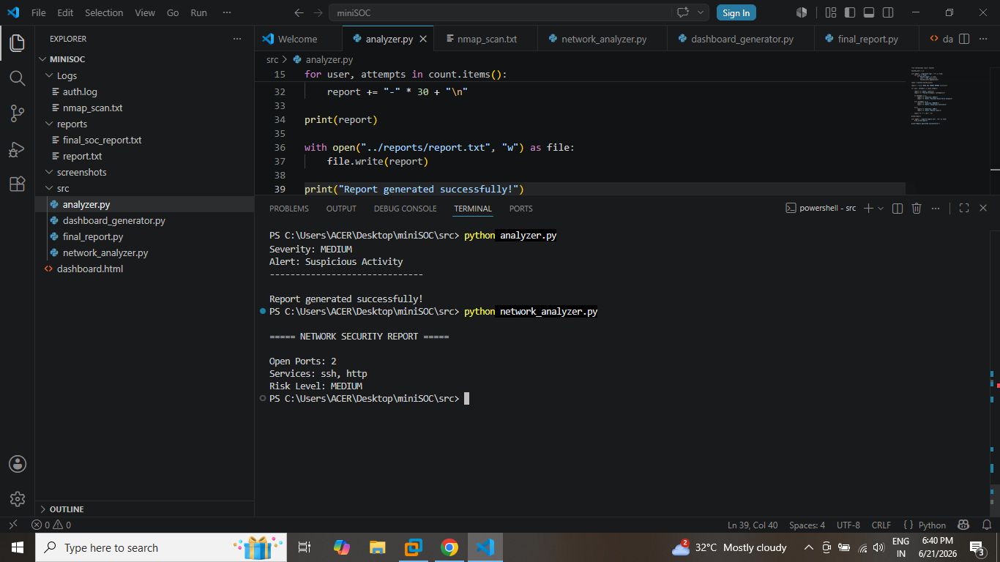 File Edit Selection View Go Run ··· miniSOC Sign In
EXPLORER ···
MINISOC
Logs
auth.log
nmap_scan.txt
reports
final_soc_report.txt
report.txt
screenshots
src
analyzer.py
dashboard_generator.py
final_report.py
network_analyzer.py
dashboard.html
OUTLINE
Welcome analyzer.py nmap_scan.txt network_analyzer.py dashboard_generator.py final_report.py <> da ···
src > analyzer.py
15 for user, attempts in count.items():
32 report += "-" * 30 + "\n"
33
34 print(report)
35
36 with open("../reports/report.txt", "w") as file:
37 file.write(report)
38
39 print("Report generated successfully!")
PROBLEMS OUTPUT DEBUG CONSOLE TERMINAL PORTS powershell - src ···
PS C:\Users\ACER\Desktop\miniSOC\src> python analyzer.py
Severity: MEDIUM
Alert: Suspicious Activity
------------------------------
Report generated successfully!
PS C:\Users\ACER\Desktop\miniSOC\src> python network_analyzer.py
===== NETWORK SECURITY REPORT =====
Open Ports: 2
Services: ssh, http
Risk Level: MEDIUM
PS C:\Users\ACER\Desktop\miniSOC\src>
0 0 Ln 39, Col 40 Spaces: 4 UTF-8 CRLF {} Python
Type here to search 2 32°C Mostly cloudy ENG IN 6:40 PM 6/21/2026 3